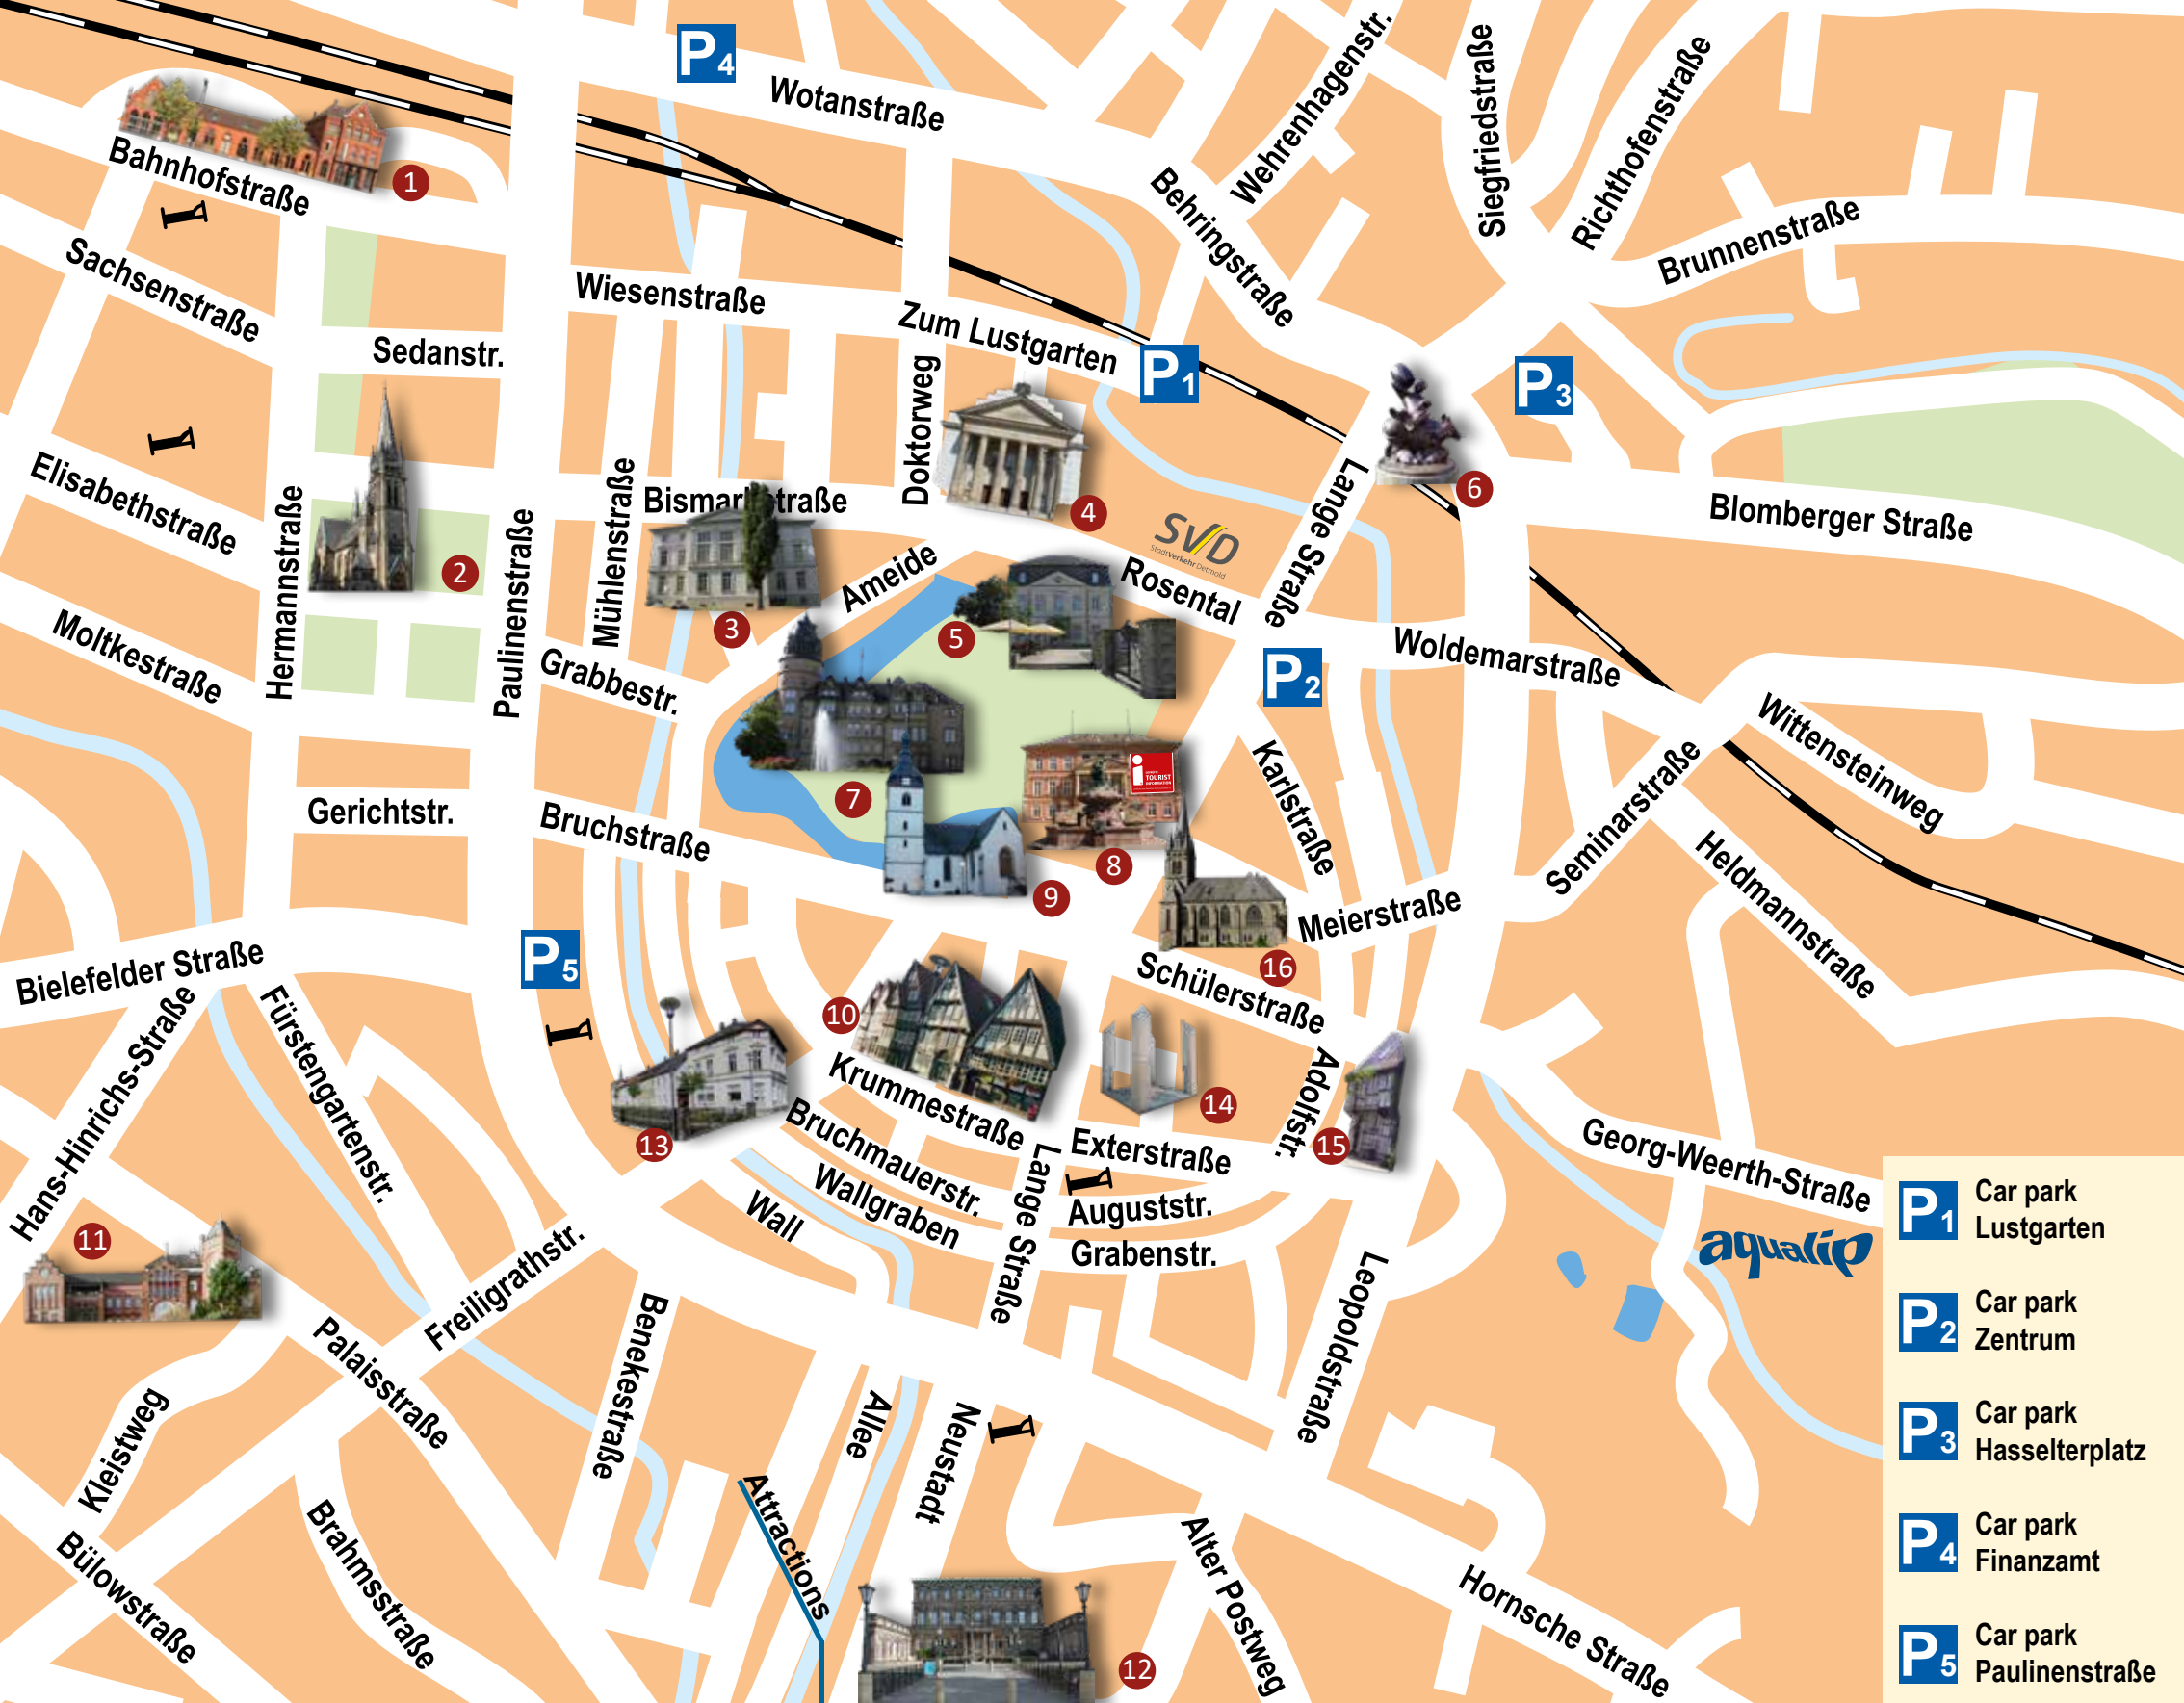 P4
Wotanstraße
Wehrenhagenstr.
Siegfriedstraße
Richthofenstraße
Bahnhofstraße
1
Behringstraße
Brunnenstraße
Sachsenstraße
Wiesenstraße
Zum Lustgarten
Sedanstr.
P1
P3
Doktorweg
Elisabethstraße
Hermannstraße
Paulinenstraße
Mühlenstraße
Bismarckstraße
4
SVD
StadtVerkehrDetmold
Lange Straße
6
Blomberger Straße
2
3
Ameide
5
Rosental
Moltkestraße
Grabbestr.
P2
Woldemarstraße
Wittensteinweg
7
i
TOURIST
INFORMATION
Karlstraße
Seminarstraße
Gerichtstr.
Bruchstraße
8
9
Heldmannstraße
Meierstraße
Bielefelder Straße
P5
16
Schülerstraße
Hans-Hinrichs-Straße
Fürstengartenstr.
10
Krummestraße
14
Adolfstr.
15
13
Bruchmauerstr.
Exterstraße
Georg-Weerth-Straße
Wallgraben
Wall
Auguststr.
Lange Straße
Grabenstr.
aqualip
11
Freiligrathstr.
Leopoldstraße
Palaisstraße
Benekestraße
Allee
Neustadt
Kleistweg
Attractions
Brahmsstraße
Bülowstraße
Alter Postweg
Hornsche Straße
12
P1 Car park
Lustgarten
P2 Car park
Zentrum
P3 Car park
Hasselterplatz
P4 Car park
Finanzamt
P5 Car park
Paulinenstraße